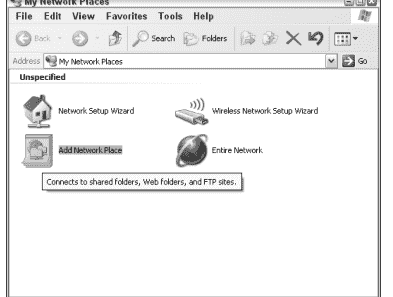 My Network Places
File Edit View Favorites Tools Help
Back Search Folders
Address My Network Places Go
Unspecified
Network Setup Wizard Wireless Network Setup Wizard
Add Network Place Entire Network
Connects to shared folders, Web folders, and FTP sites.